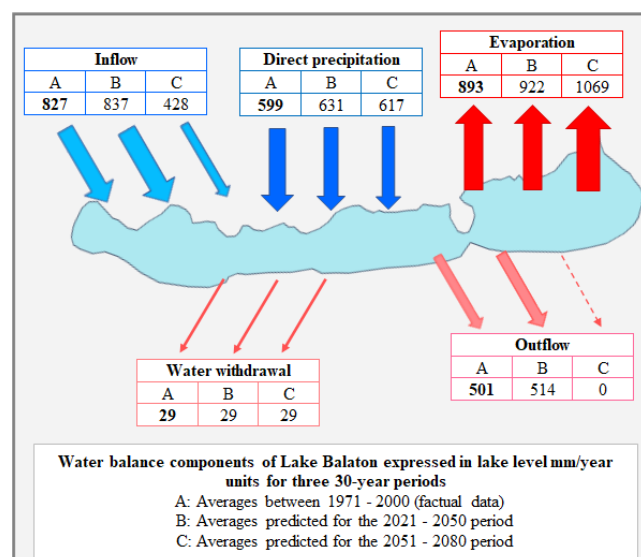 Inflow
A B C
827 837 428
Direct precipitation
A B C
599 631 617
Evaporation
A B C
893 922 1069
Water withdrawal
A B C
29 29 29
Outflow
A B C
501 514 0
Water balance components of Lake Balaton expressed in lake level mm/year
units for three 30-year periods
A: Averages between 1971 - 2000 (factual data)
B: Averages predicted for the 2021 - 2050 period
C: Averages predicted for the 2051 - 2080 period